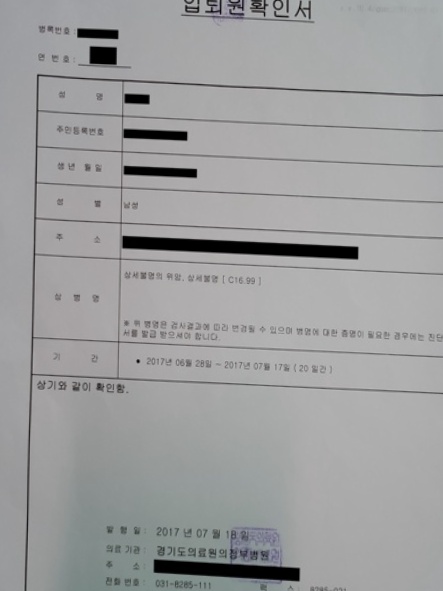 입퇴원확인서
병록번호 :
연 번호 :
성 명
주민등록번호
생년 월일
성 별 남성
주 소
상 병 명 상세불명의 위암, 상세불명 [ C16.99 ]
※ 위 병명은 검사결과에 따라 변경될 수 있으며 병명에 대한 증명이 필요한 경우에는 진단
서를 발급 받으셔야 합니다.
기 간 • 2017년 06월 28일 ~ 2017년 07월 17일 ( 20 일간 )
상기와 같이 확인함.
발 행 일 : 2017 년 07 월 18 일
의료 기관 : 경기도의료원의정부병원
주 소 :
전화 번호 : 031-8285-111 팩 스 : 8285-021